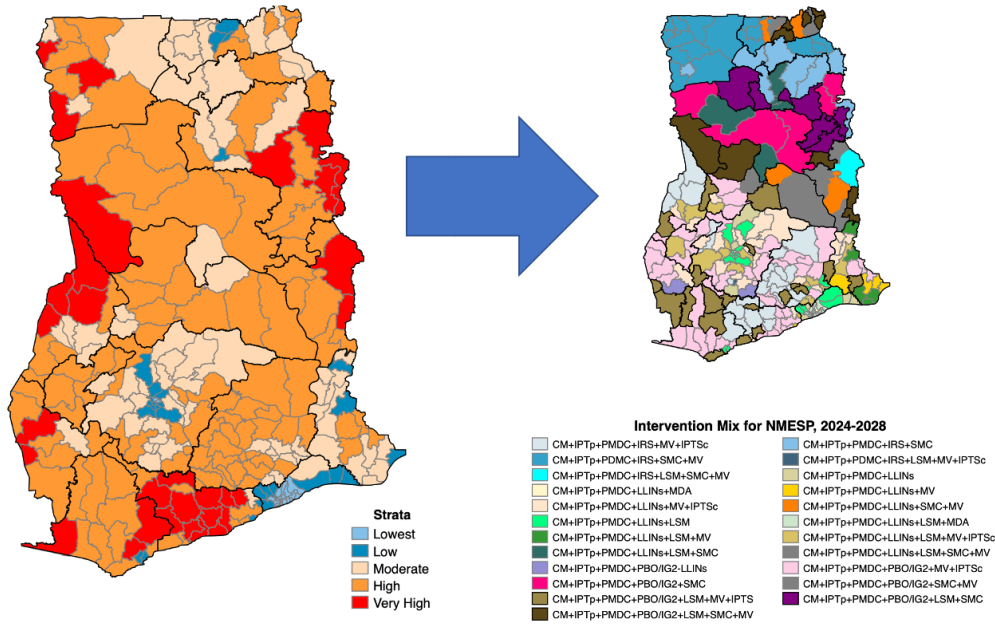 Strata
Lowest
Low
Moderate
High
Very High
Intervention Mix for NMESP, 2024-2028
CM+IPTp+PMDC+IRS+MV+IPTSc
CM+IPTp+PMDC+IRS+SMC+MV
CM+IPTp+PMDC+IRS+LSM+SMC+MV
CM+IPTp+PMDC+LLINs+MDA
CM+IPTp+PMDC+LLINs+MV+IPTSc
CM+IPTp+PMDC+LLINs+LSM
CM+IPTp+PMDC+LLINs+LSM+MV
CM+IPTp+PMDC+LLINs+LSM+SMC
CM+IPTp+PMDC+PBO/IG2-LLINs
CM+IPTp+PMDC+PBO/IG2+SMC
CM+IPTp+PMDC+PBO/IG2+LSM+MV+IPTS
CM+IPTp+PMDC+PBO/IG2+LSM+SMC+MV
CM+IPTp+PMDC+IRS+SMC
CM+IPTp+PDMC+IRS+LSM+MV+IPTSc
CM+IPTp+PMDC+LLINs
CM+IPTp+PMDC+LLINs+MV
CM+IPTp+PMDC+LLINs+SMC+MV
CM+IPTp+PMDC+LLINs+LSM+MDA
CM+IPTp+PMDC+LLINs+LSM+MV+IPTSc
CM+IPTp+PMDC+LLINs+LSM+SMC+MV
CM+IPTp+PMDC+PBO/IG2+MV+IPTSc
CM+IPTp+PMDC+PBO/IG2+SMC+MV
CM+IPTp+PMDC+PBO/IG2+LSM+SMC